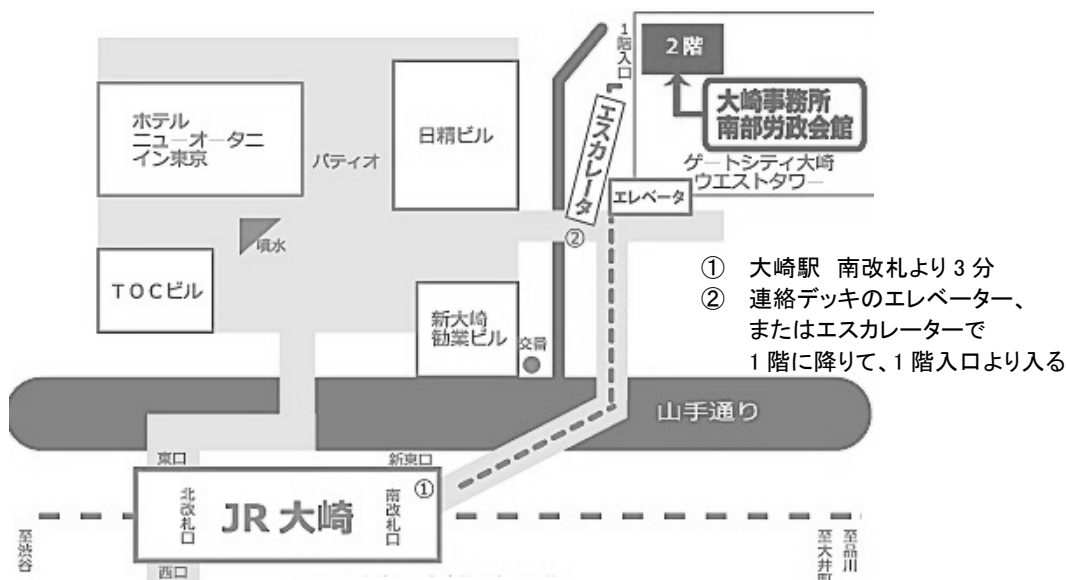 1階入口
2階
大崎事務所
南部労政会館
ゲートシティ大崎
ウエストタワー
エスカレータ
エレベータ
②
ホテル
ニューオータニ
イン東京
パティオ
日精ビル
噴水
TOCビル
新大崎
勧業ビル
交番
① 大崎駅 南改札より3分
② 連絡デッキのエレベーター、
またはエスカレーターで
1階に降りて、1階入口より入る
山手通り
東口
新東口
北改札口
JR大崎
南改札口
①
西口
至渋谷
至大井町
至品川